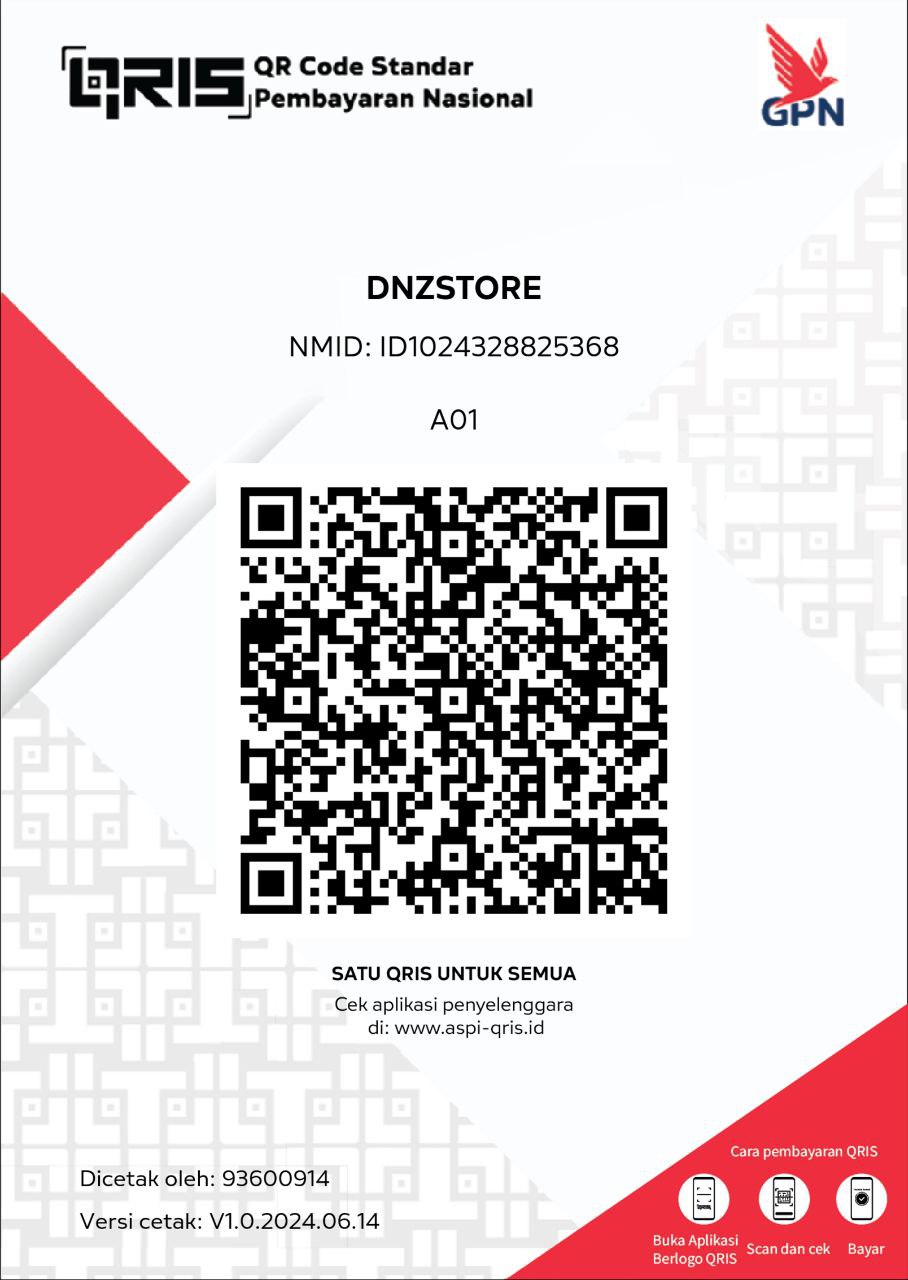 QRIS
QR Code Standar
Pembayaran Nasional
GPN
DNZSTORE
NMID: ID1024328825368
A01
SATU QRIS UNTUK SEMUA
Cek aplikasi penyelenggara
di: www.aspi-qris.id
Dicetak oleh: 93600914
Versi cetak: V1.0.2024.06.14
Cara pembayaran QRIS
Buka Aplikasi
Berlogo QRIS
Scan dan cek
Bayar